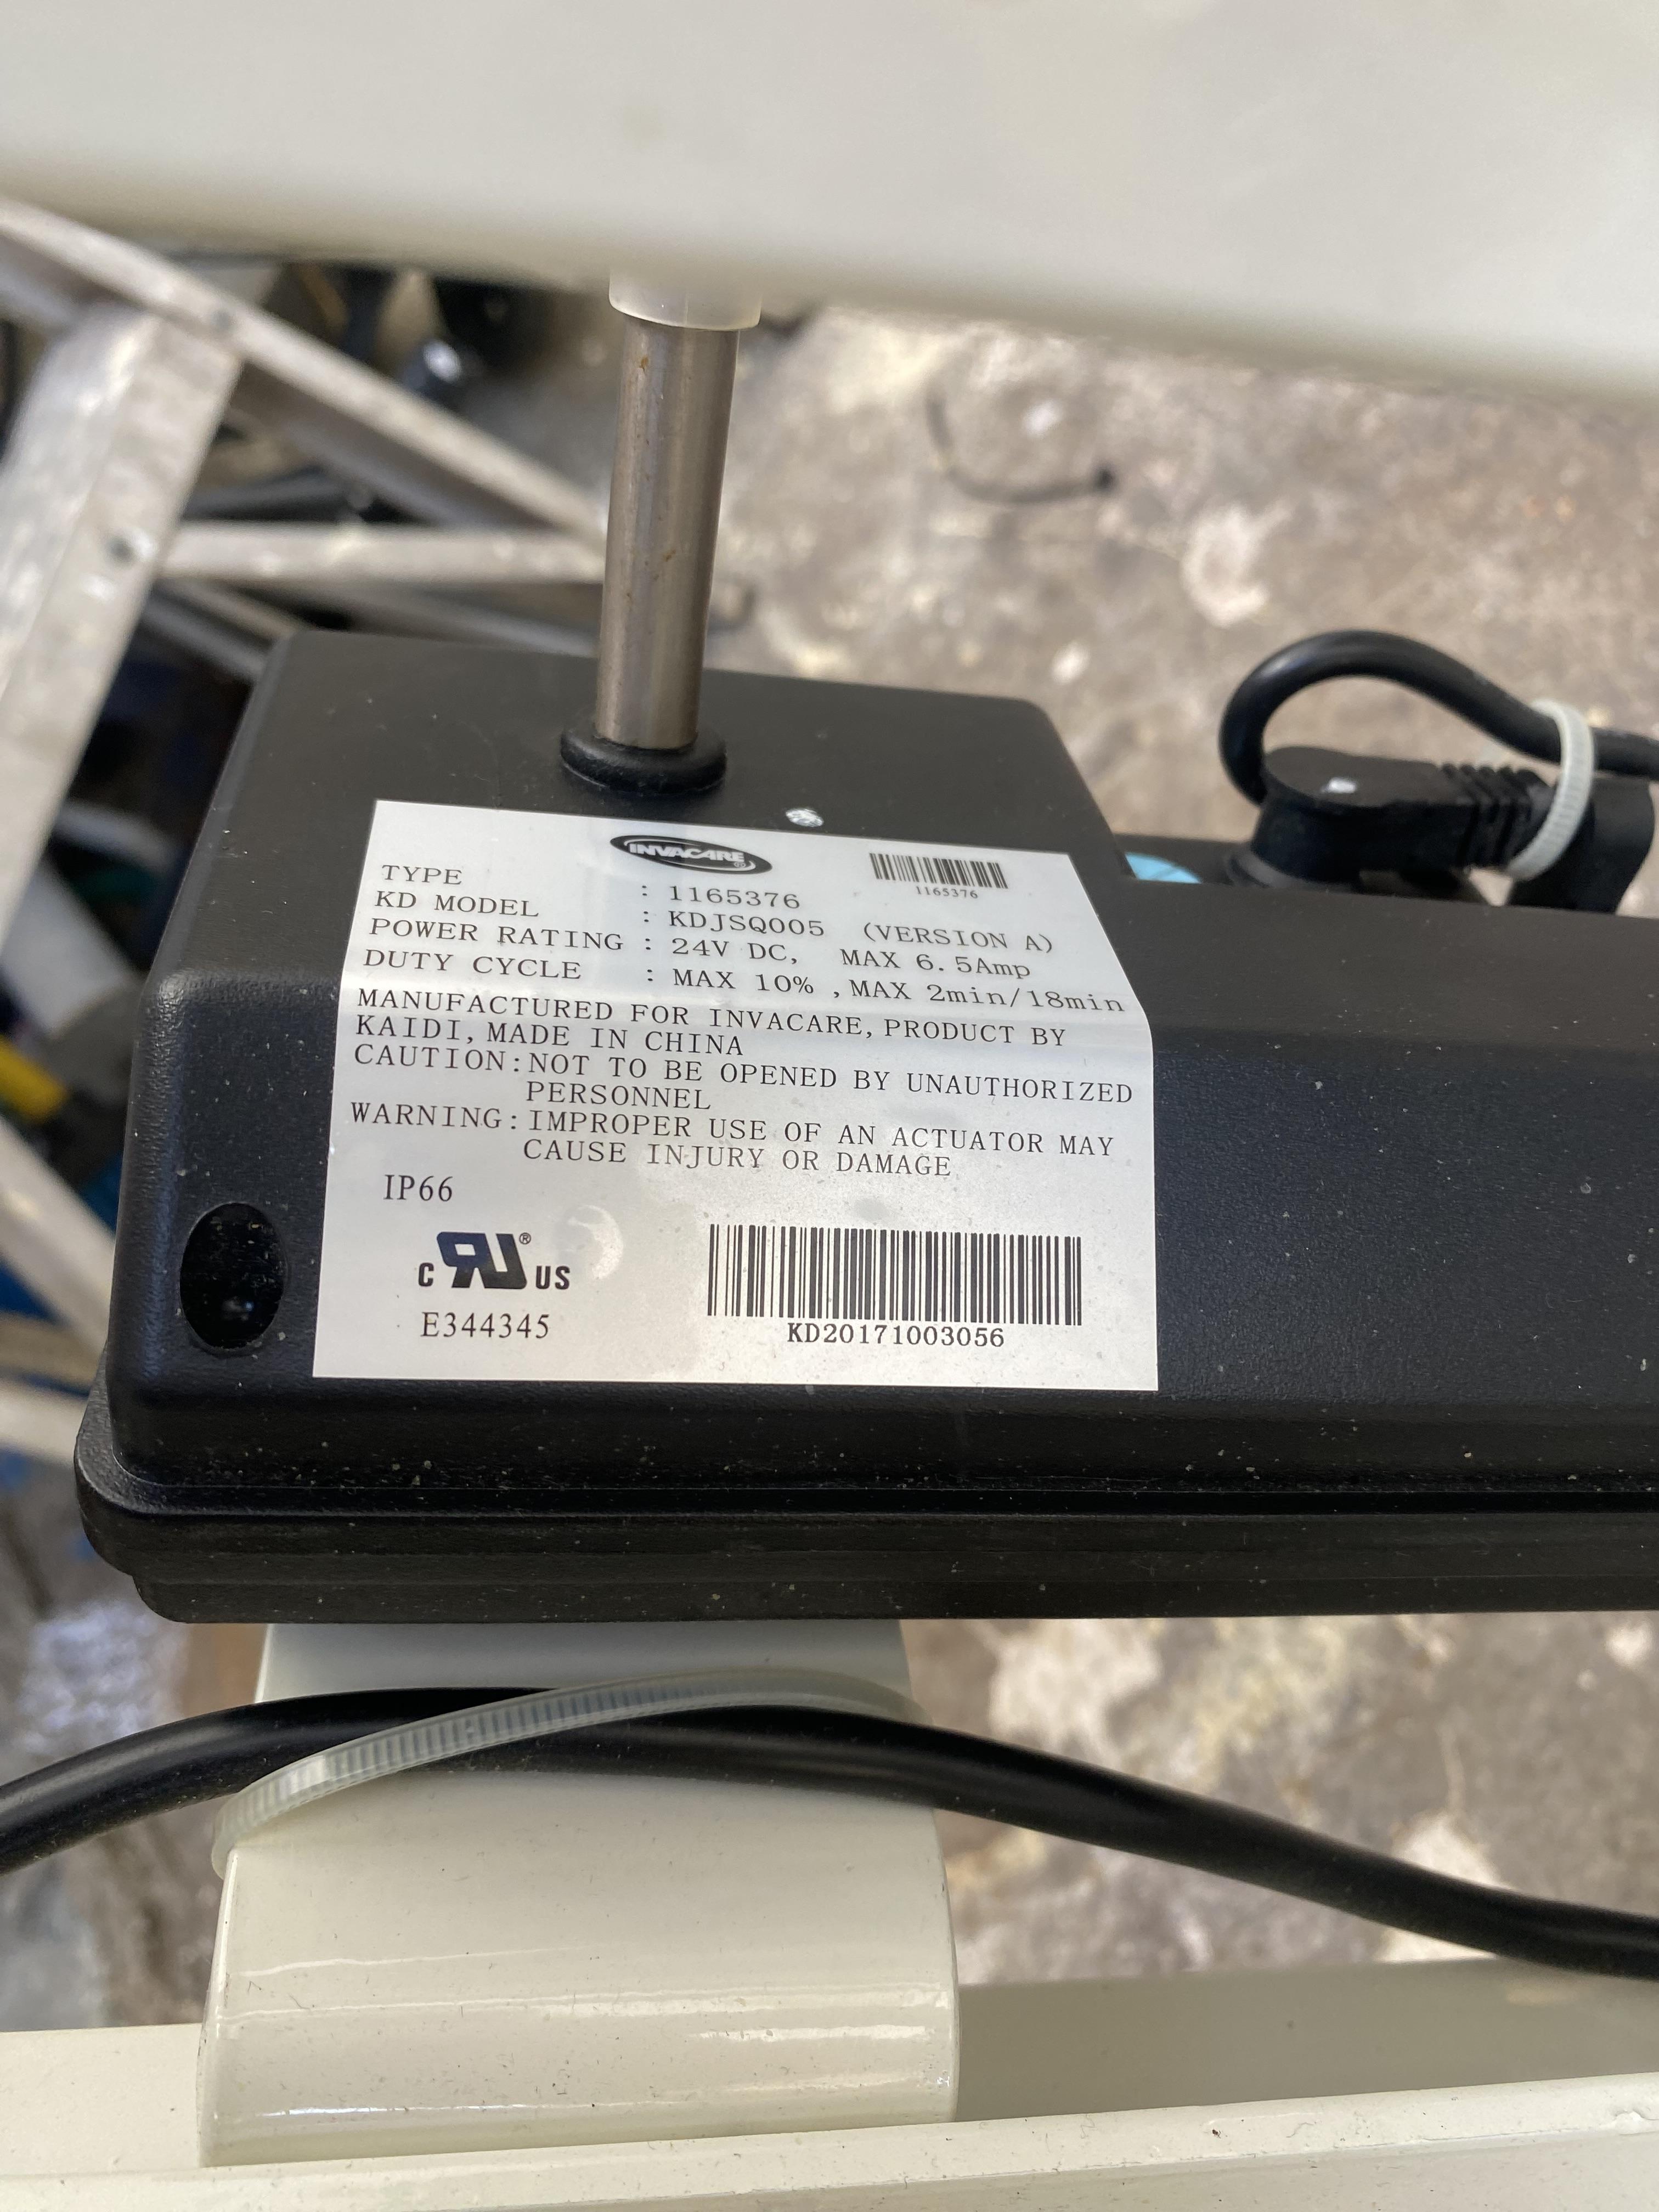 INVACARE®
1165376
TYPE : 1165376
KD MODEL : KDJSQ005 (VERSION A)
POWER RATING : 24V DC, MAX 6.5Amp
DUTY CYCLE : MAX 10% ,MAX 2min/18min
MANUFACTURED FOR INVACARE, PRODUCT BY
KAIDI, MADE IN CHINA
CAUTION:NOT TO BE OPENED BY UNAUTHORIZED
PERSONNEL
WARNING:IMPROPER USE OF AN ACTUATOR MAY
CAUSE INJURY OR DAMAGE
IP66
C RU® US
E344345
KD20171003056